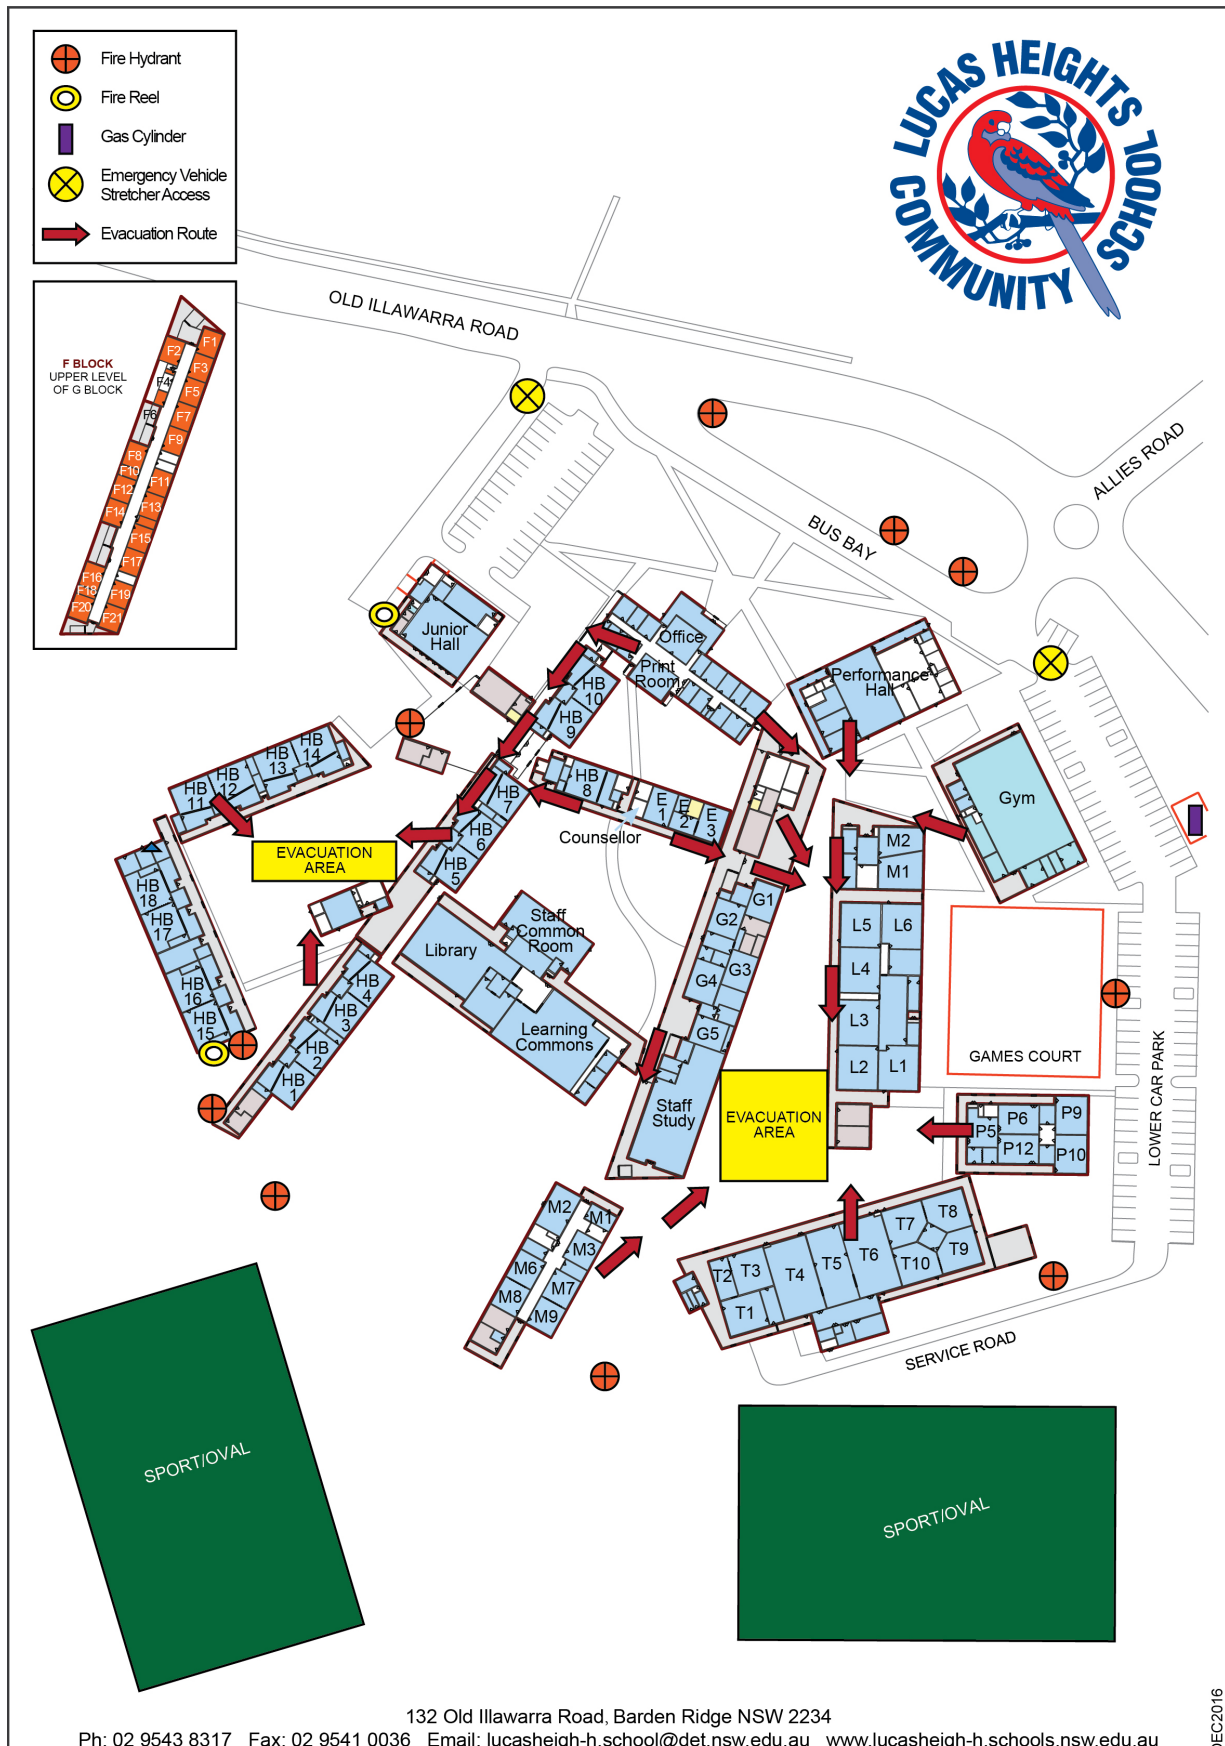 Fire Hydrant
Fire Reel
Gas Cylinder
Emergency Vehicle
Stretcher Access
Evacuation Route
LUCAS HEIGHTS
COMMUNITY SCHOOL
F BLOCK
UPPER LEVEL
OF G BLOCK
F1
F2
F3
F4
F5
F6
F7
F9
F8
F10
F11
F12
F13
F14
F15
F17
F16
F18
F19
F20
F21
OLD ILLAWARRA ROAD
ALLIES ROAD
BUS BAY
Junior
Hall
Office
Print
Room
Performance
Hall
HB
10
HB
9
HB
14
HB
13
HB
12
HB
11
HB
8
HB
7
HB
6
HB
5
E
1
E
2
E
3
Counsellor
Gym
M2
M1
EVACUATION
AREA
HB
18
HB
17
HB
16
HB
15
HB
4
HB
3
HB
2
HB
1
Library
Staff
Common
Room
Learning
Commons
G1
G2
G3
G4
G5
Staff
Study
L5
L6
L4
L3
L2
L1
GAMES COURT
LOWER CAR PARK
EVACUATION
AREA
P5
P6
P9
P12
P10
M2
M1
M3
M6
M7
M8
M9
T8
T7
T9
T6
T10
T5
T4
T3
T2
T1
SERVICE ROAD
SPORT/OVAL
SPORT/OVAL
132 Old Illawarra Road, Barden Ridge NSW 2234
Ph: 02 9543 8317 Fax: 02 9541 0036 Email: lucasheigh-h.school@det.nsw.edu.au www.lucasheigh-h.schools.nsw.edu.au
DEC2016